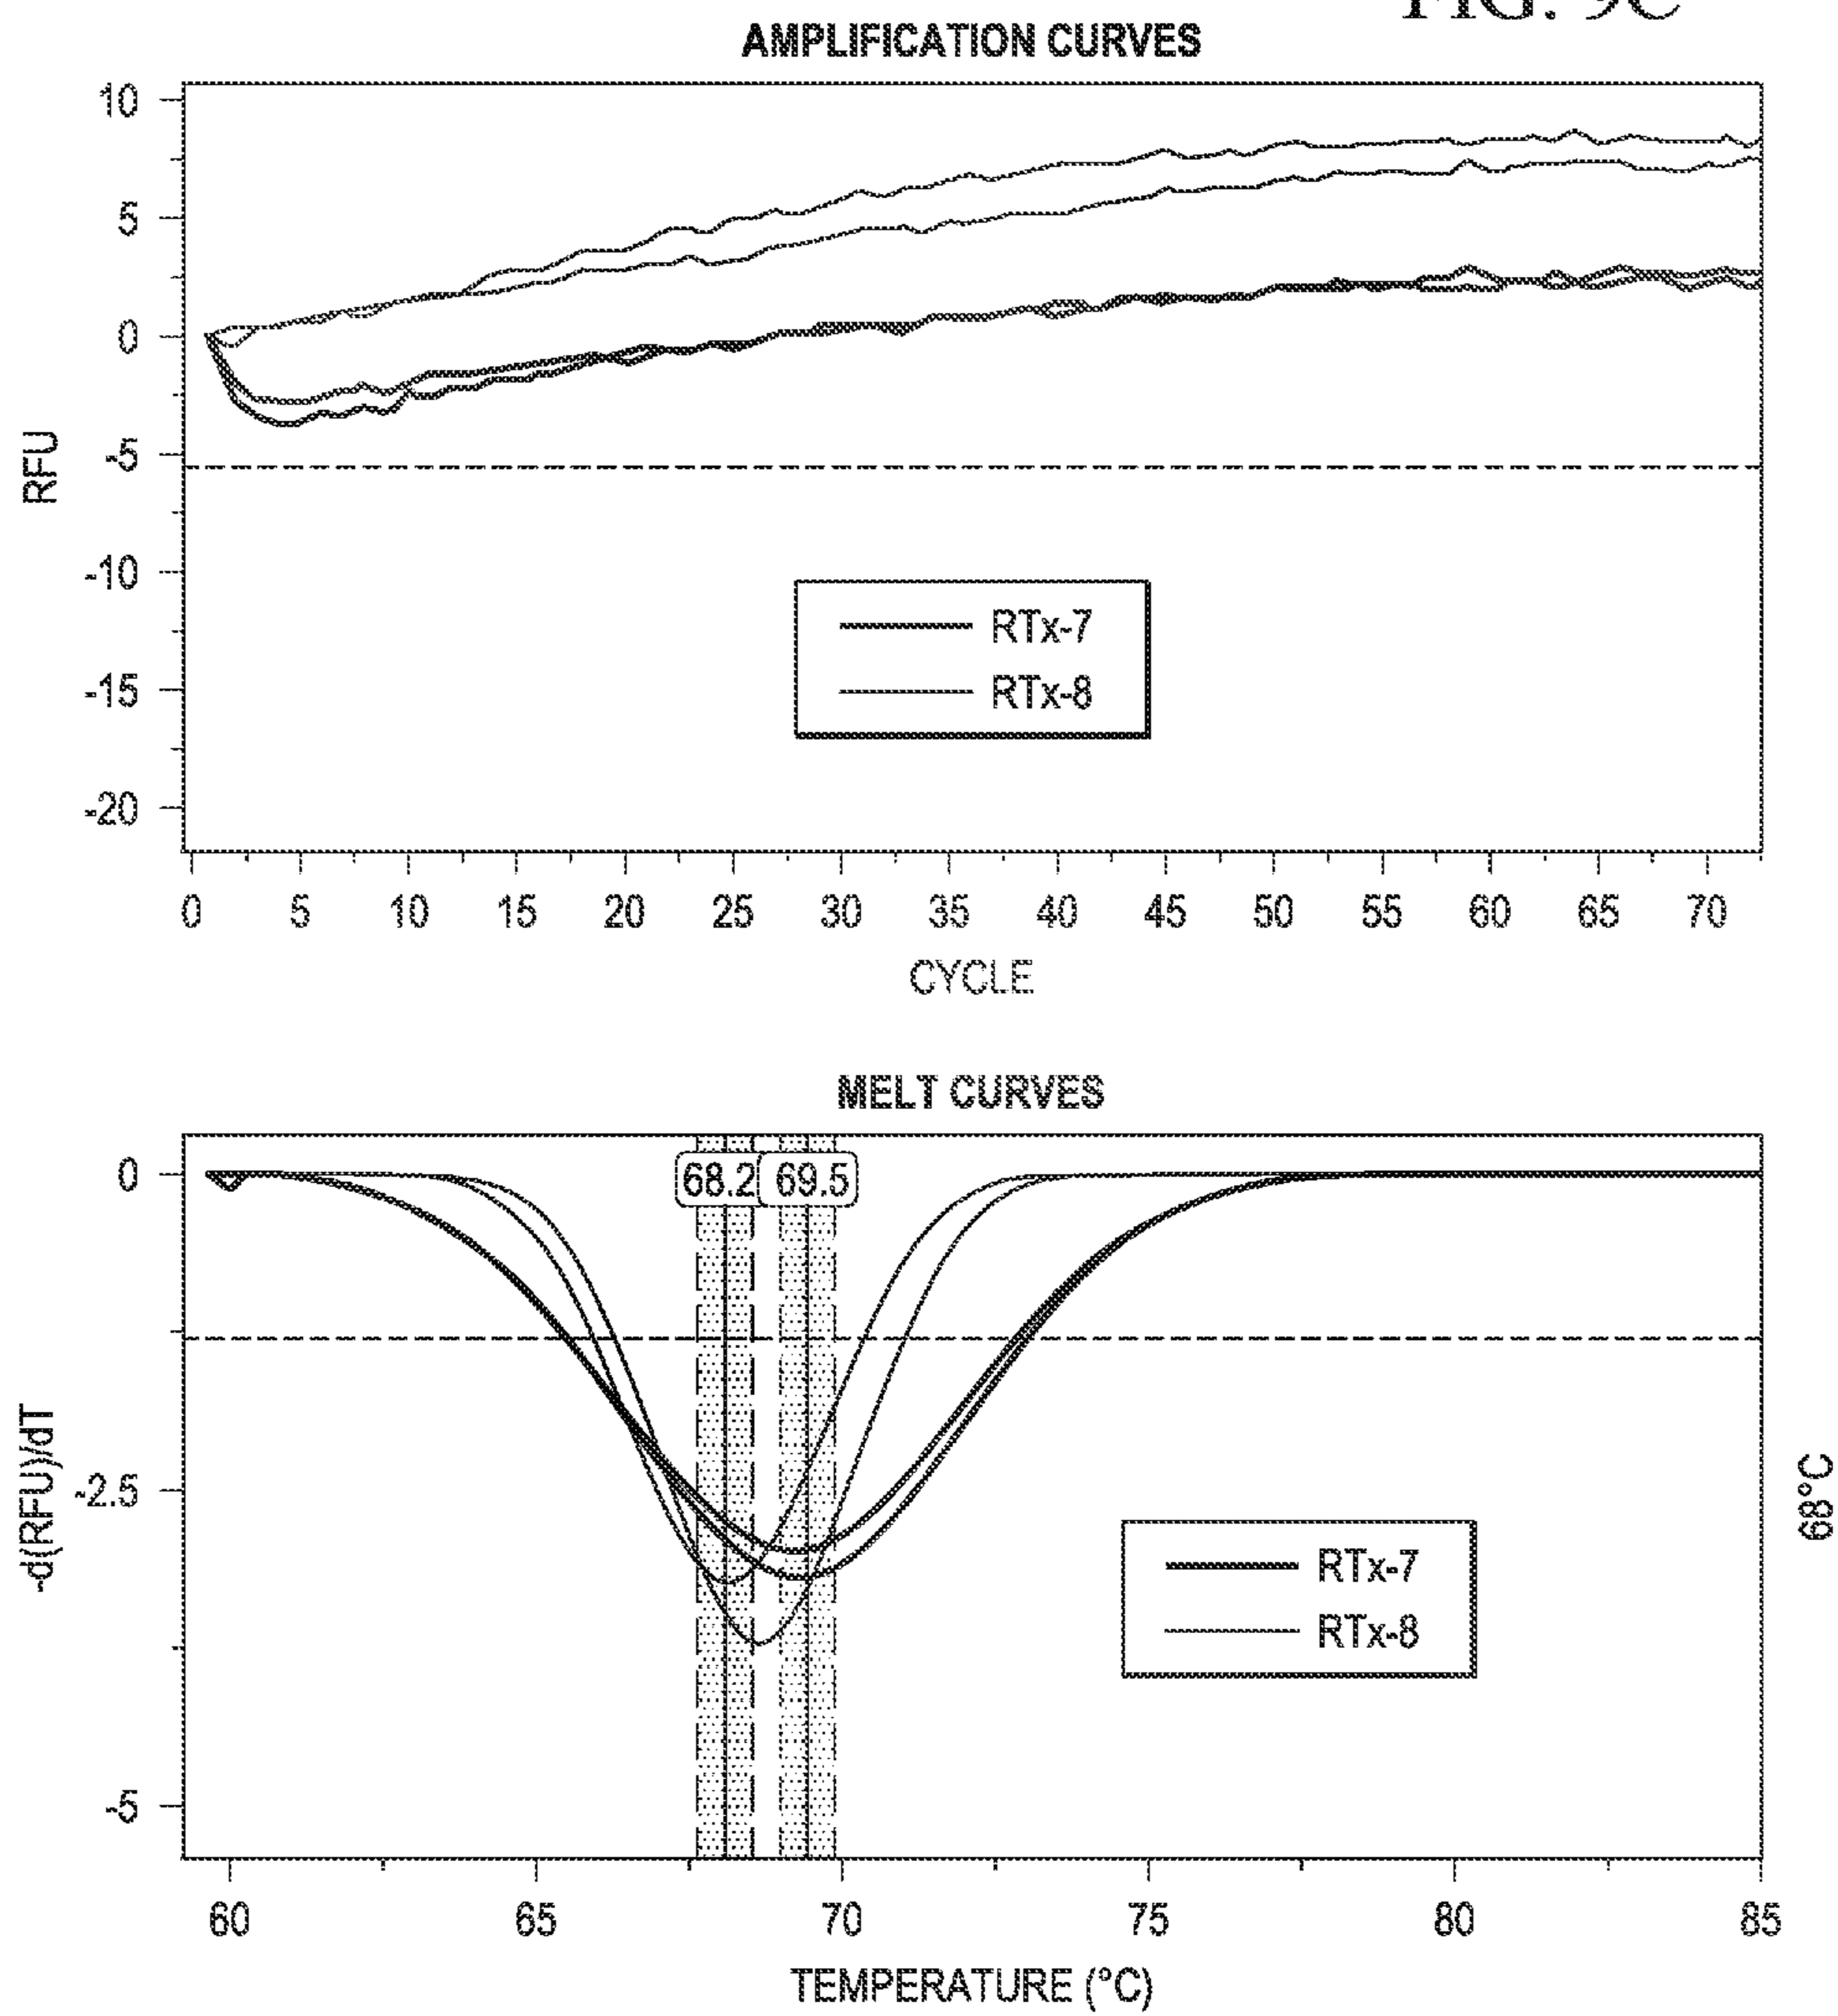 FIG. 9C
AMPLIFICATION CURVES
10
5
0
-5
-10
-15
-20
RFU
RTx-7
RTx-8
0 5 10 15 20 25 30 35 40 45 50 55 60 65 70
CYCLE
MELT CURVES
68.2 69.5
0
-2.5
-5
-d(RFU)/dT
RTx-7
RTx-8
68°C
60 65 70 75 80 85
TEMPERATURE (°C)